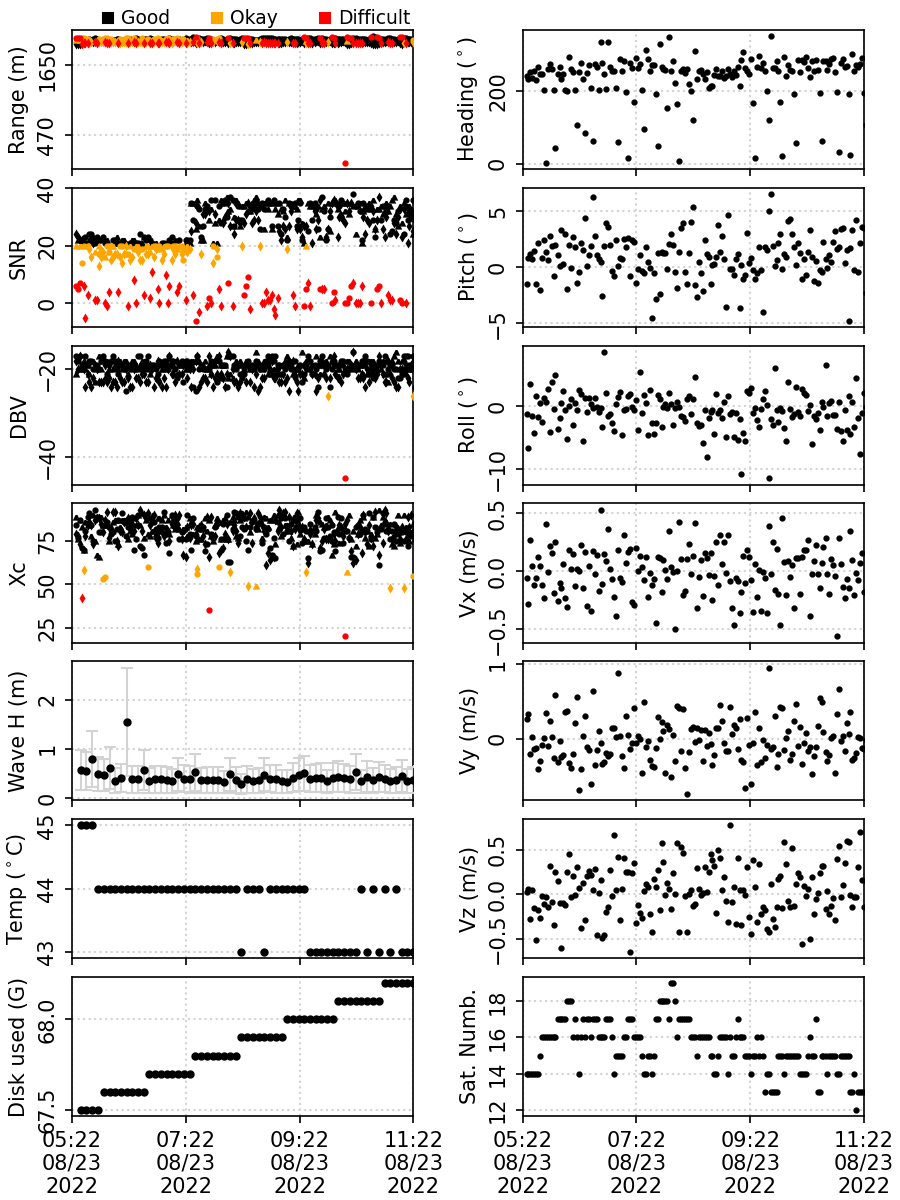 Good Okay Difficult
Range (m)
1650
470
Heading (°)
200
0
SNR
40
20
0
Pitch (°)
5
0
−5
DBV
−20
−40
Roll (°)
0
−10
Xc
75
50
25
Vx (m/s)
0.5
0.0
−0.5
Wave H (m)
2
1
0
Vy (m/s)
1
0
Temp (°C)
45
44
43
Vz (m/s)
0.5
0.0
−0.5
Disk used (G)
68.0
67.5
Sat. Numb.
18
16
14
12
05:22 07:22 09:22 11:22 05:22 07:22 09:22 11:22
08/23 08/23 08/23 08/23 08/23 08/23 08/23 08/23
2022 2022 2022 2022 2022 2022 2022 2022